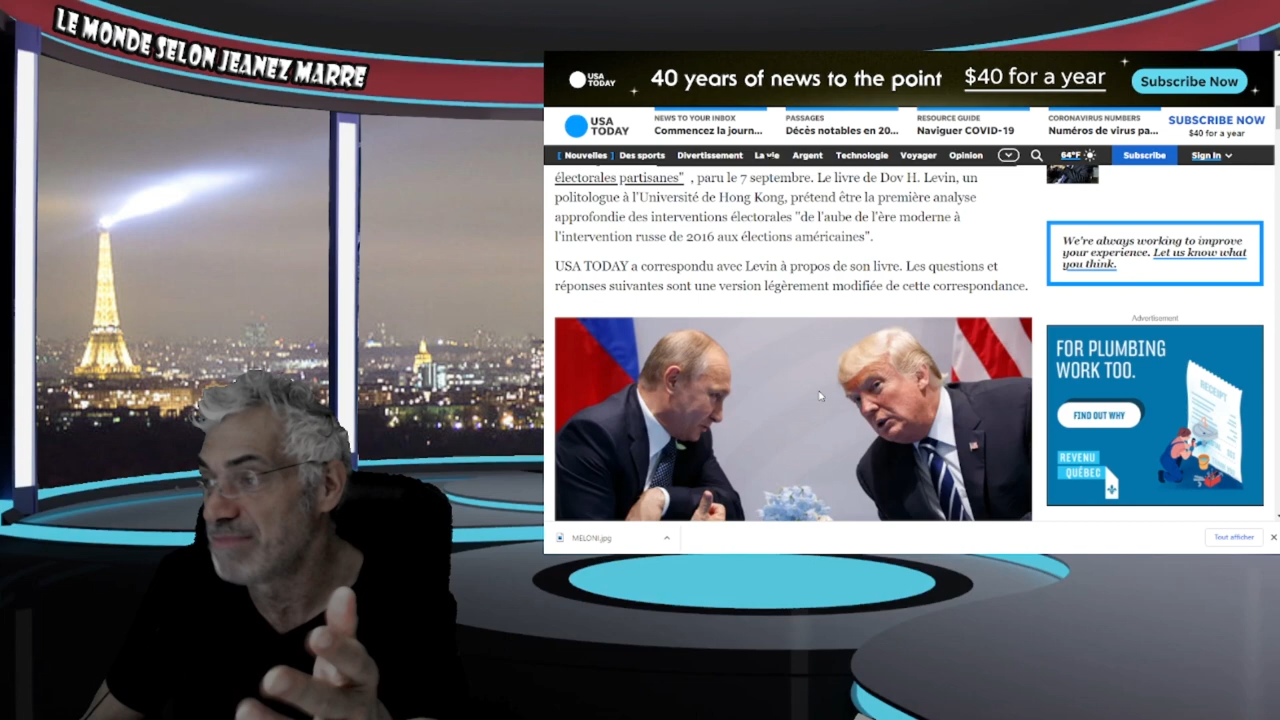 LE MONDE SELON JEANEZ MARRE
USA TODAY
40 years of news to the point
$40 for a year
Subscribe Now
USA TODAY
NEWS TO YOUR INBOX
Commencez la journ...
PASSAGES
Décès notables en 20...
RESOURCE GUIDE
Naviguer COVID-19
CORONAVIRUS NUMBERS
Numéros de virus pa...
SUBSCRIBE NOW
$40 for a year
[ Nouvelles ] Des sports Divertissement La vie Argent Technologie Voyager Opinion 64°F Subscribe Sign In
électorales partisanes" , paru le 7 septembre. Le livre de Dov H. Levin, un
politologue à l'Université de Hong Kong, prétend être la première analyse
approfondie des interventions électorales "de l'aube de l'ère moderne à
l'intervention russe de 2016 aux élections américaines".
USA TODAY a correspondu avec Levin à propos de son livre. Les questions et
réponses suivantes sont une version légèrement modifiée de cette correspondance.
We're always working to improve
your experience. Let us know what
you think.
Advertisement
FOR PLUMBING
WORK TOO.
FIND OUT WHY
RECEIPT
REVENU
QUÉBEC
MELONI.jpg
Tout afficher